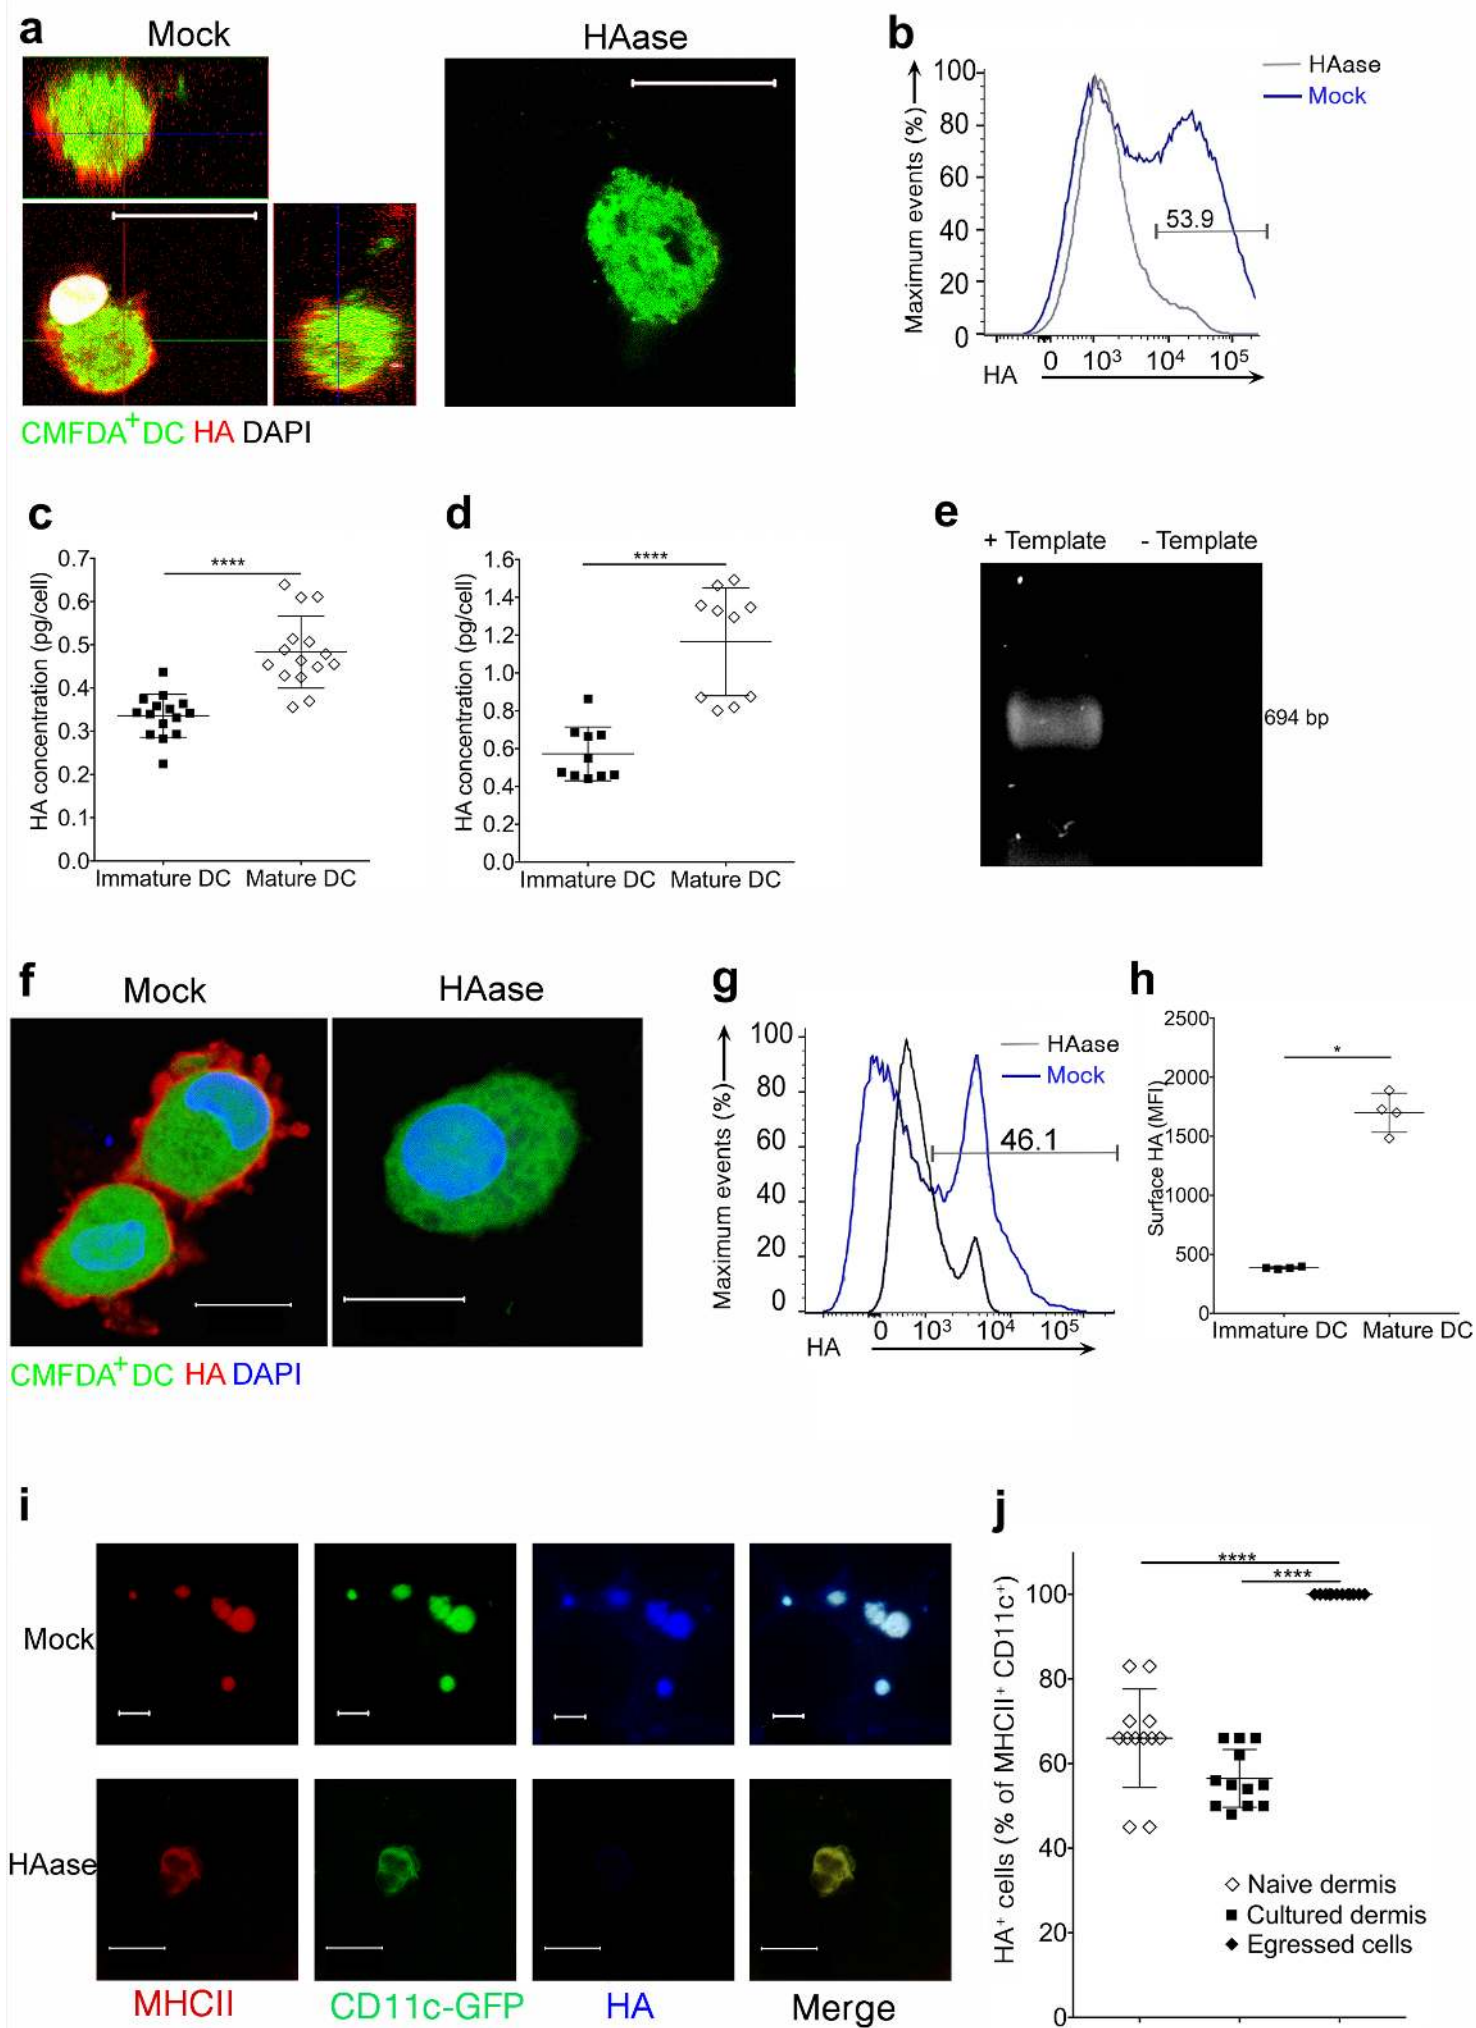 a
Mock
HAase
CMFDA+ DC HA DAPI
b
HAase
Mock
Maximum events (%)
100
80
60
40
20
0
53.9
0 10³ 10⁴ 10⁵
HA
c
****
HA concentration (pg/cell)
0.7
0.6
0.5
0.4
0.3
0.2
0.1
0.0
Immature DC Mature DC
d
****
HA concentration (pg/cell)
1.6
1.4
1.2
1.0
0.8
0.6
0.4
0.2
0.0
Immature DC Mature DC
e
+ Template - Template
694 bp
f
Mock
HAase
CMFDA+ DC HA DAPI
g
HAase
Mock
Maximum events (%)
100
80
60
40
20
0
46.1
0 10³ 10⁴ 10⁵
HA
h
*
Surface HA (MFI)
2500
2000
1500
1000
500
0
Immature DC Mature DC
i
Mock
HAase
MHCII CD11c-GFP HA Merge
j
****
****
HA+ cells (% of MHCII+ CD11c+)
100
80
60
40
20
0
Naive dermis
Cultured dermis
Egressed cells